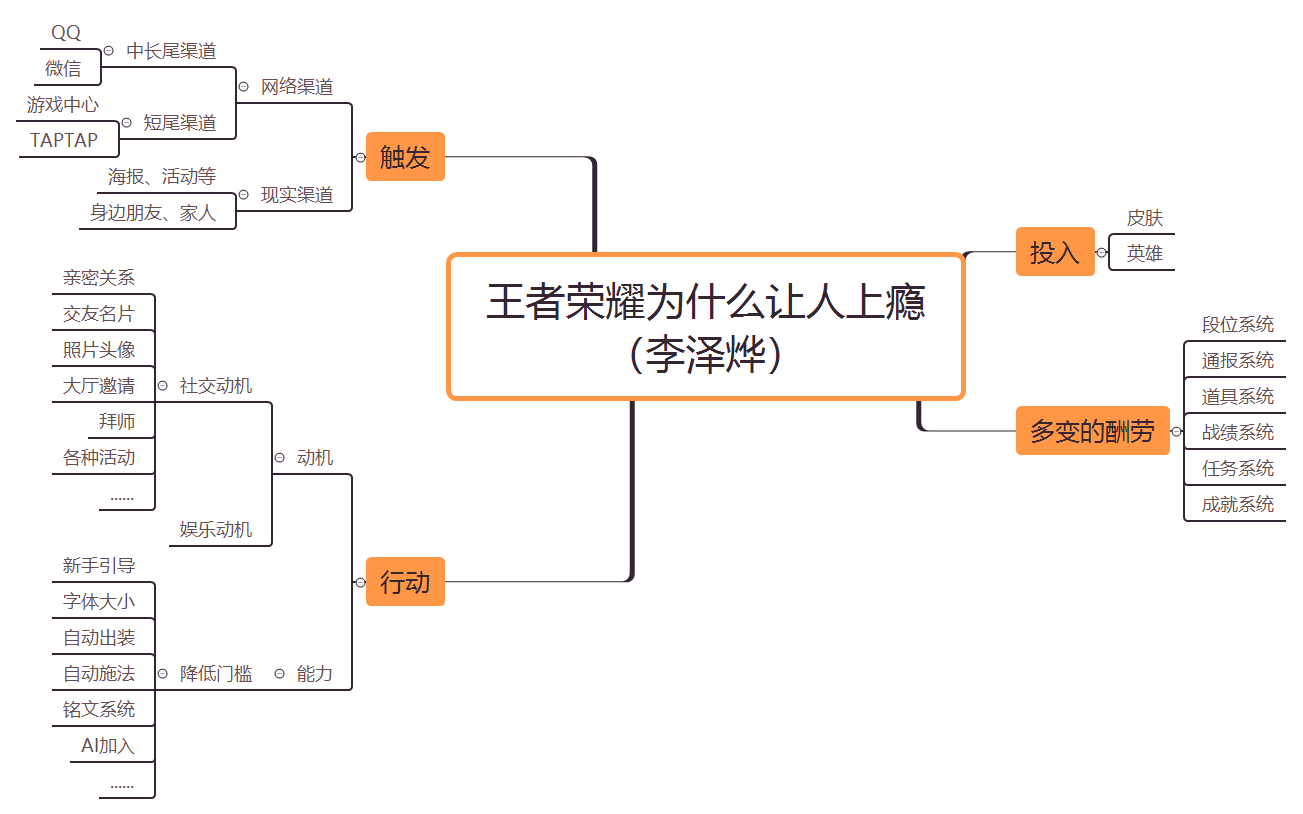 王者荣耀为什么让人上瘾
（李泽烨）
触发
网络渠道
中长尾渠道
QQ
微信
短尾渠道
游戏中心
TAPTAP
现实渠道
海报、活动等
身边朋友、家人
行动
动机
社交动机
亲密关系
交友名片
照片头像
大厅邀请
拜师
各种活动
......
娱乐动机
能力
降低门槛
新手引导
字体大小
自动出装
自动施法
铭文系统
AI加入
......
投入
皮肤
英雄
多变的酬劳
段位系统
通报系统
道具系统
战绩系统
任务系统
成就系统